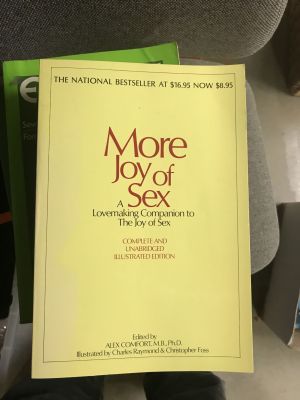 THE NATIONAL BESTSELLER AT $16.95 NOW $8.95
More
Joy of
Sex
A
Lovemaking Companion to
The Joy of Sex
COMPLETE AND
UNABRIDGED
ILLUSTRATED EDITION
Edited by
ALEX COMFORT, M.B., Ph.D.
Illustrated by Charles Raymond & Christopher Foss